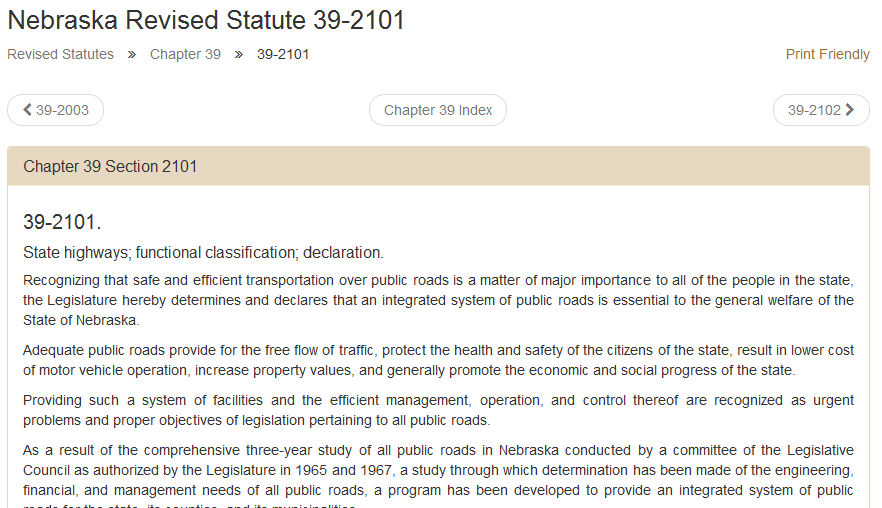 Nebraska Revised Statute 39-2101
Revised Statutes » Chapter 39 » 39-2101 Print Friendly
39-2003 Chapter 39 Index 39-2102
Chapter 39 Section 2101
39-2101.
State highways; functional classification; declaration.
Recognizing that safe and efficient transportation over public roads is a matter of major importance to all of the people in the state,
the Legislature hereby determines and declares that an integrated system of public roads is essential to the general welfare of the
State of Nebraska.
Adequate public roads provide for the free flow of traffic, protect the health and safety of the citizens of the state, result in lower cost
of motor vehicle operation, increase property values, and generally promote the economic and social progress of the state.
Providing such a system of facilities and the efficient management, operation, and control thereof are recognized as urgent
problems and proper objectives of legislation pertaining to all public roads.
As a result of the comprehensive three-year study of all public roads in Nebraska conducted by a committee of the Legislative
Council as authorized by the Legislature in 1965 and 1967, a study through which determination has been made of the engineering,
financial, and management needs of all public roads, a program has been developed to provide an integrated system of public
roads for the state, its counties, and its municipalities.